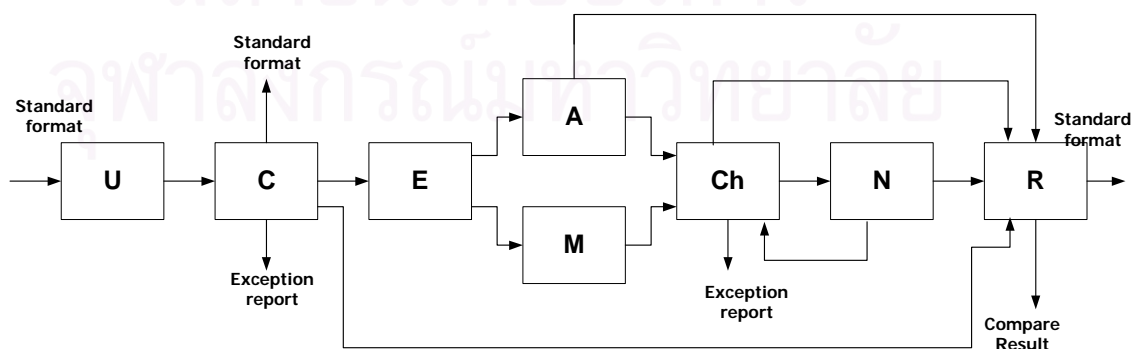 จุฬาลงกรณ์มหาวิทยาลัย
Standard
format
Standard
format
Standard
format
U
C
E
A
M
Ch
N
R
Exception
report
Exception
report
Compare
Result